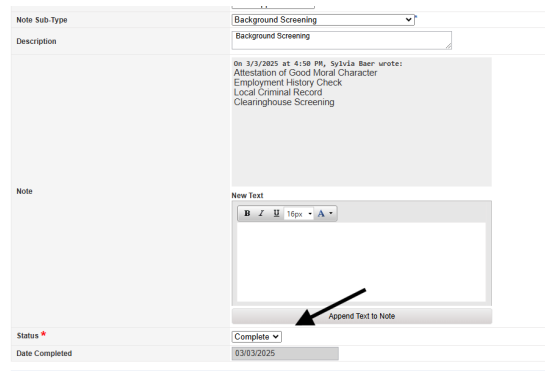 Note Sub-Type Background Screening *
Description Background Screening
On 3/3/2025 at 4:50 PM, Sylvia Baer wrote:
Attestation of Good Moral Character
Employment History Check
Local Criminal Record
Clearinghouse Screening
Note
New Text
B I U 16px A
Append Text to Note
Status * Complete
Date Completed 03/03/2025